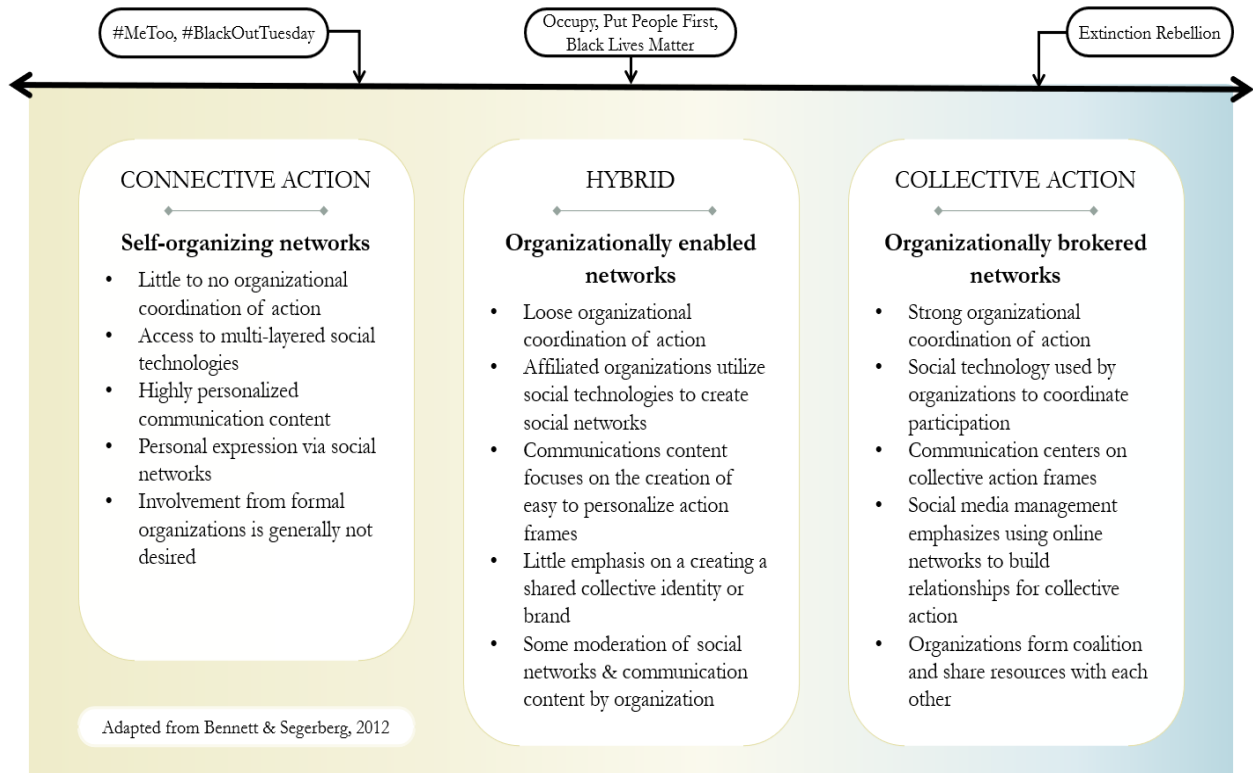 #MeToo, #BlackOutTuesday
Occupy, Put People First,
Black Lives Matter
Extinction Rebellion
CONNECTIVE ACTION
Self-organizing networks
• Little to no organizational
coordination of action
• Access to multi-layered social
technologies
• Highly personalized
communication content
• Personal expression via social
networks
• Involvement from formal
organizations is generally not
desired
HYBRID
Organizationally enabled
networks
• Loose organizational
coordination of action
• Affiliated organizations utilize
social technologies to create
social networks
• Communications content
focuses on the creation of
easy to personalize action
frames
• Little emphasis on a creating a
shared collective identity or
brand
• Some moderation of social
networks & communication
content by organization
COLLECTIVE ACTION
Organizationally brokered
networks
• Strong organizational
coordination of action
• Social technology used by
organizations to coordinate
participation
• Communication centers on
collective action frames
• Social media management
emphasizes using online
networks to build
relationships for collective
action
• Organizations form coalition
and share resources with each
other
Adapted from Bennett & Segerberg, 2012